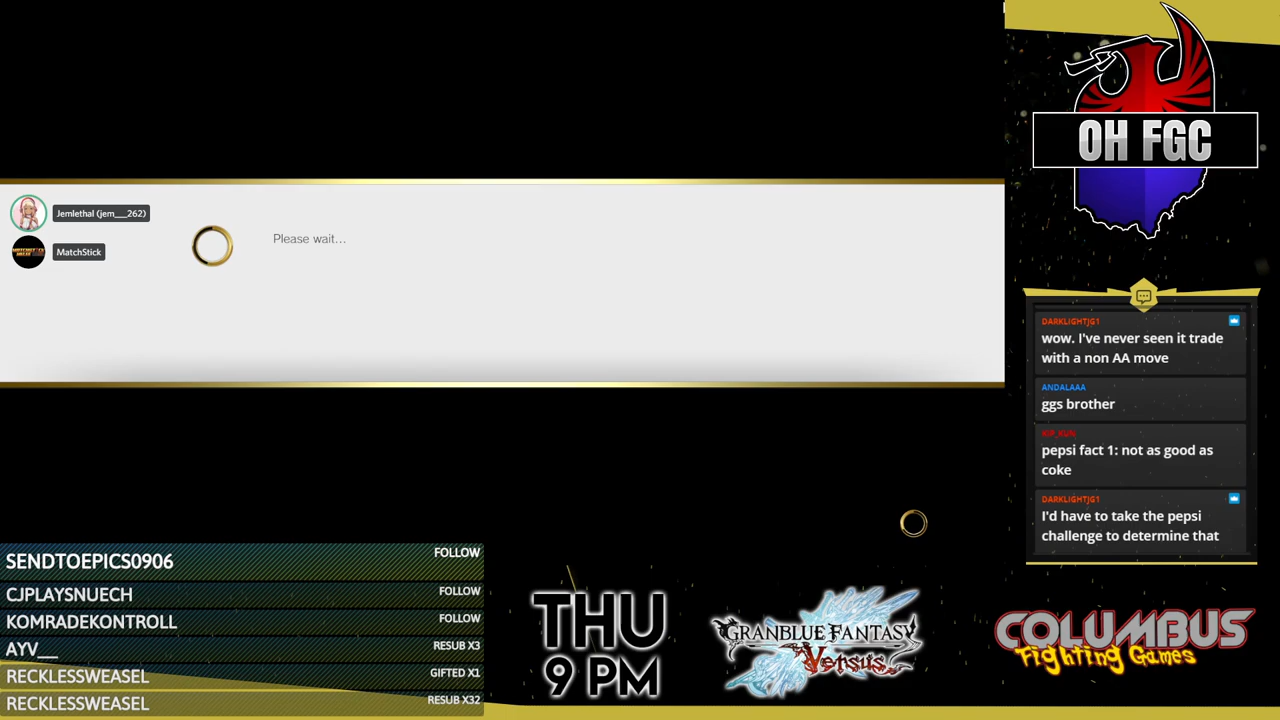 OH FGC
Jemlethal (jem___262)
MatchStick
Please wait...
DARKLIGHTJG1
wow. I've never seen it trade
with a non AA move
ANDALAAA
ggs brother
KIP_KUN
pepsi fact 1: not as good as
coke
DARKLIGHTJG1
I'd have to take the pepsi
challenge to determine that
SENDTOEPICS0906 FOLLOW
CJPLAYSNUECH FOLLOW
KOMRADEKONTROLL FOLLOW
AYV__ RESUB X3
RECKLESSWEASEL GIFTED X1
RECKLESSWEASEL RESUB X32
THU
9 PM
GRANBLUE FANTASY
Versus
COLUMBUS
Fighting Games